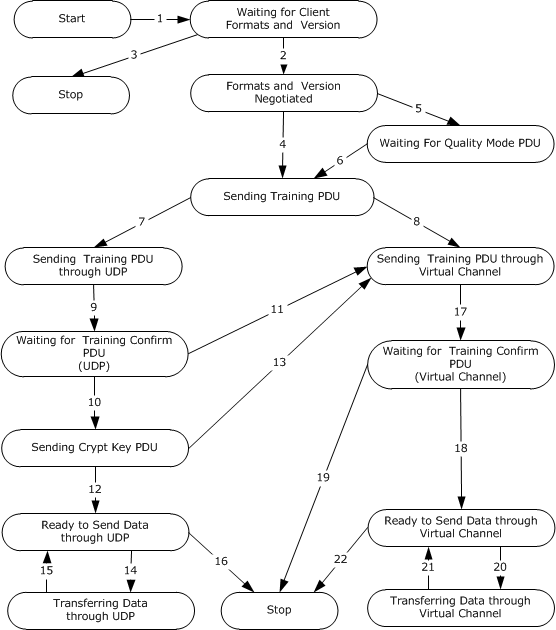 Start
1
Waiting for Client
Formats and Version
3
2
Stop
Formats and Version
Negotiated
5
4
Waiting For Quality Mode PDU
6
Sending Training PDU
7
8
Sending Training PDU
through UDP
Sending Training PDU through
Virtual Channel
9
11
17
Waiting for Training Confirm
PDU
(UDP)
Waiting for Training Confirm
PDU
(Virtual Channel)
13
10
Sending Crypt Key PDU
18
19
12
Ready to Send Data
through UDP
Ready to Send Data through
Virtual Channel
16
22
15
14
21
20
Transferring Data
through UDP
Stop
Transferring Data through
Virtual Channel